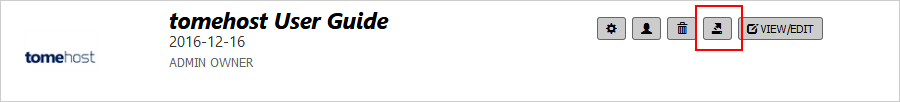 tomehost User Guide
2016-12-16
ADMIN OWNER
tomehost
VIEW/EDIT